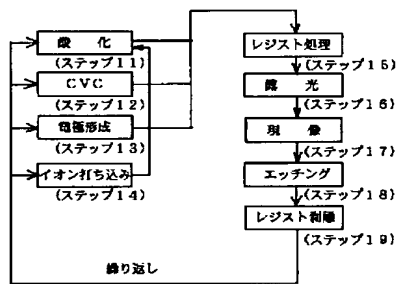 酸 化
(ステップ11)
CVC
(ステップ12)
電極形成
(ステップ13)
イオン打ち込み
(ステップ14)
レジスト処理
(ステップ15)
露 光
(ステップ16)
現 像
(ステップ17)
エッチング
(ステップ18)
レジスト剥離
(ステップ19)
繰り返し